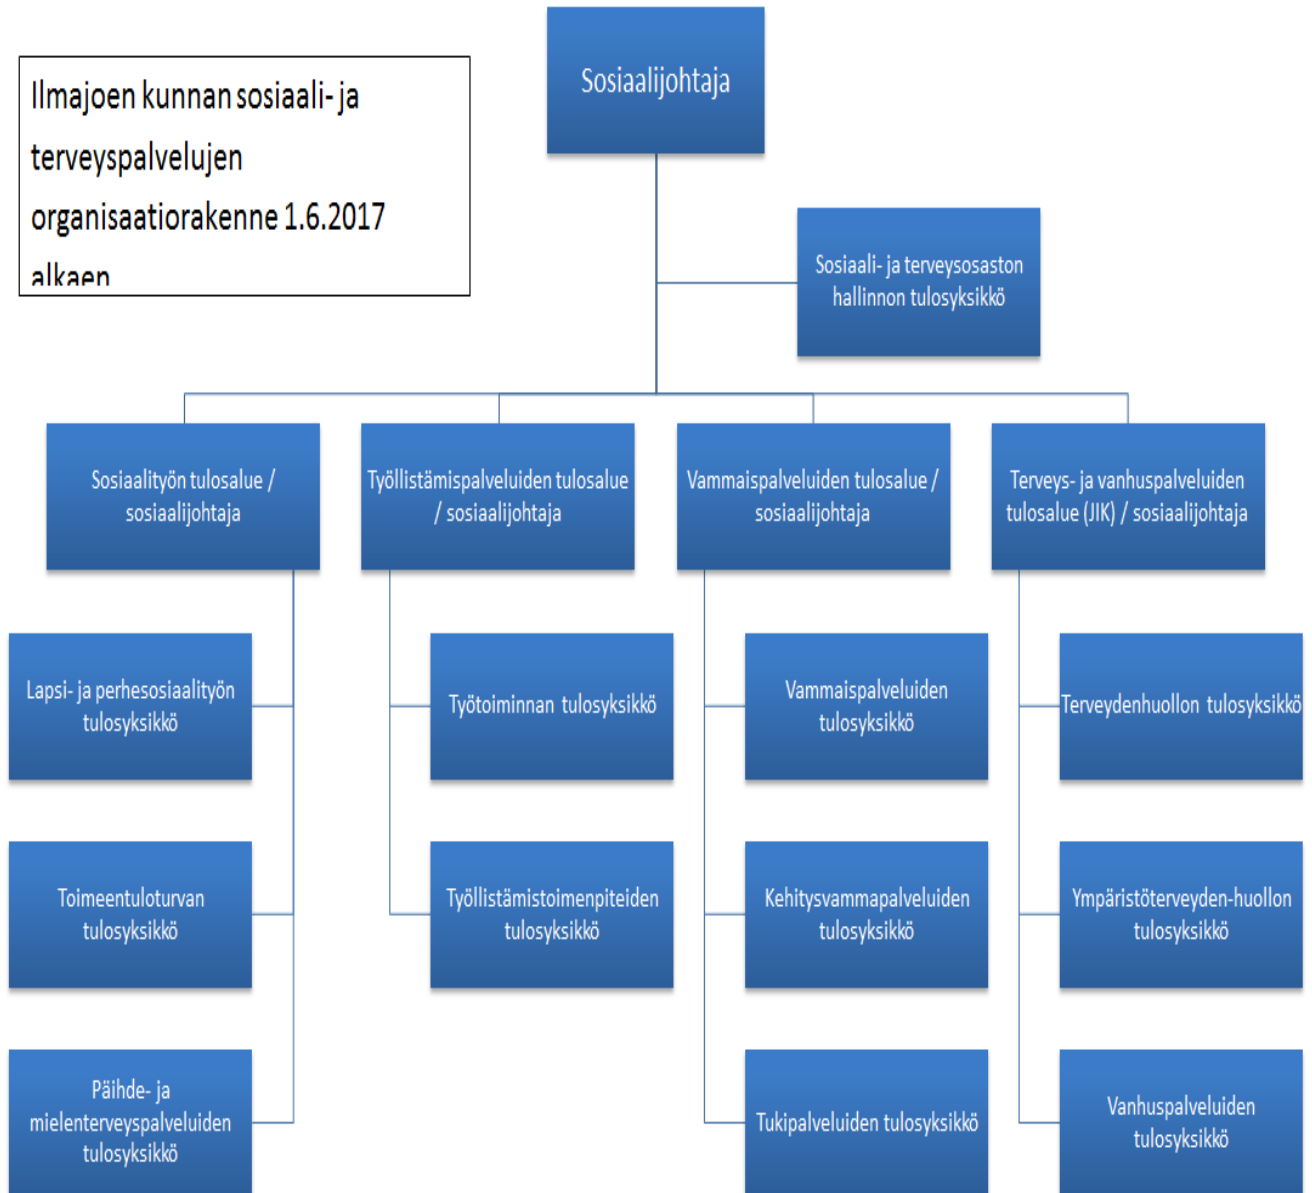 Ilmajoen kunnan sosiaali- ja
terveyspalvelujen
organisaatiorakenne 1.6.2017
alkaen
Sosiaalijohtaja
Sosiaali- ja terveysosaston
hallinnon tulosyksikkö
Sosiaalityön tulosalue /
sosiaalijohtaja
Työllistämispalveluiden tulosalue
/ sosiaalijohtaja
Vammaispalveluiden tulosalue /
sosiaalijohtaja
Terveys- ja vanhuspalveluiden
tulosalue (JIK) / sosiaalijohtaja
Lapsi- ja perhesosiaalityön
tulosyksikkö
Toimeentuloturvan
tulosyksikkö
Päihde- ja
mielenterveyspalveluiden
tulosyksikkö
Työtoiminnan tulosyksikkö
Työllistämistoimenpiteiden
tulosyksikkö
Vammaispalveluiden
tulosyksikkö
Kehitysvammapalveluiden
tulosyksikkö
Tukipalveluiden tulosyksikkö
Terveydenhuollon tulosyksikkö
Ympäristöterveyden-huollon
tulosyksikkö
Vanhuspalveluiden
tulosyksikkö